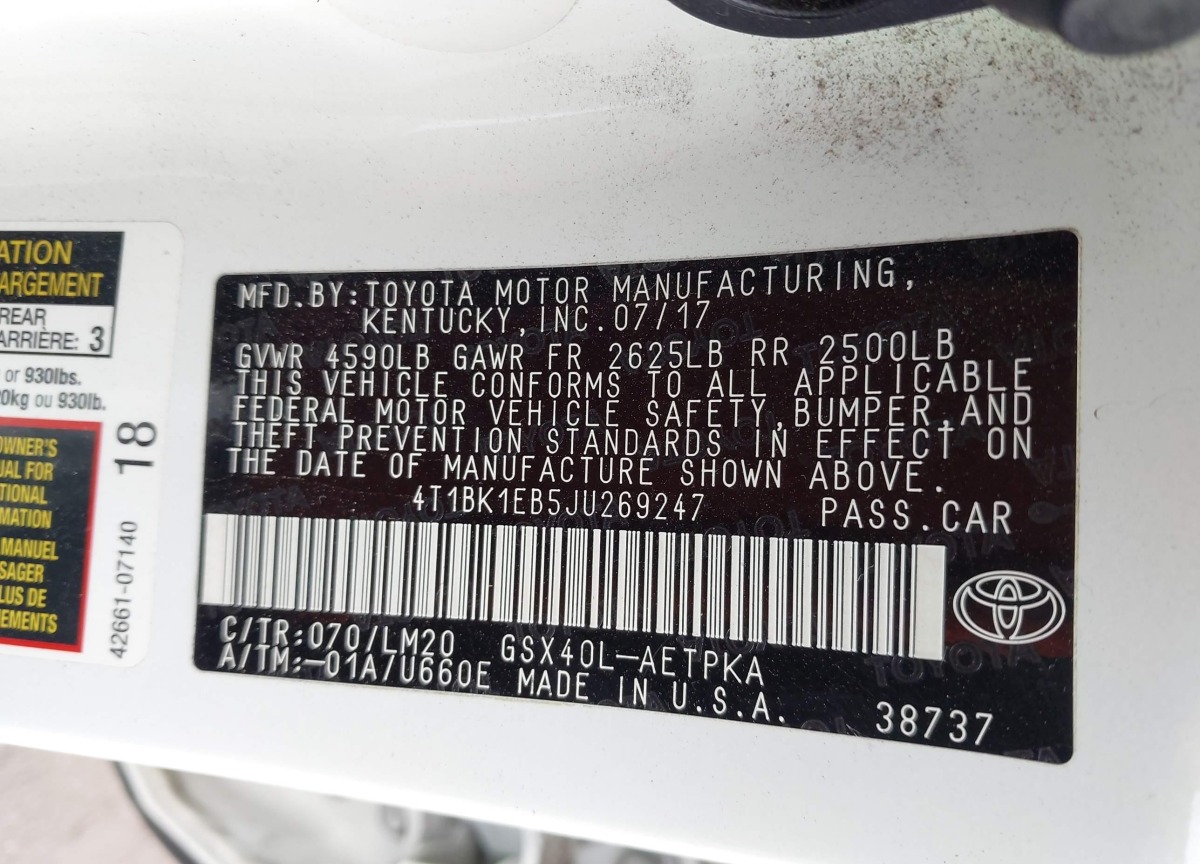 ATION
ARGEMENT
REAR
ARRIÈRE: 3
or 930lbs.
0kg ou 930lb.
OWNER'S
UAL FOR
TIONAL
MATION
MANUEL
SAGER
LUS DE
NEMENTS
42661-07140 18
MFD.BY:TOYOTA MOTOR MANUFACTURING,
KENTUCKY,INC.07/17
GVWR 4590LB GAWR FR 2625LB RR 2500LB
THIS VEHICLE CONFORMS TO ALL APPLICABLE
FEDERAL MOTOR VEHICLE SAFETY,BUMPER,AND
THEFT PREVENTION STANDARDS IN EFFECT ON
THE DATE OF MANUFACTURE SHOWN ABOVE.
4T1BK1EB5JU269247 PASS.CAR
C/TR:070/LM20 GSX40L-AETPKA
A/TM:-01A/U660E MADE IN U.S.A.
38737